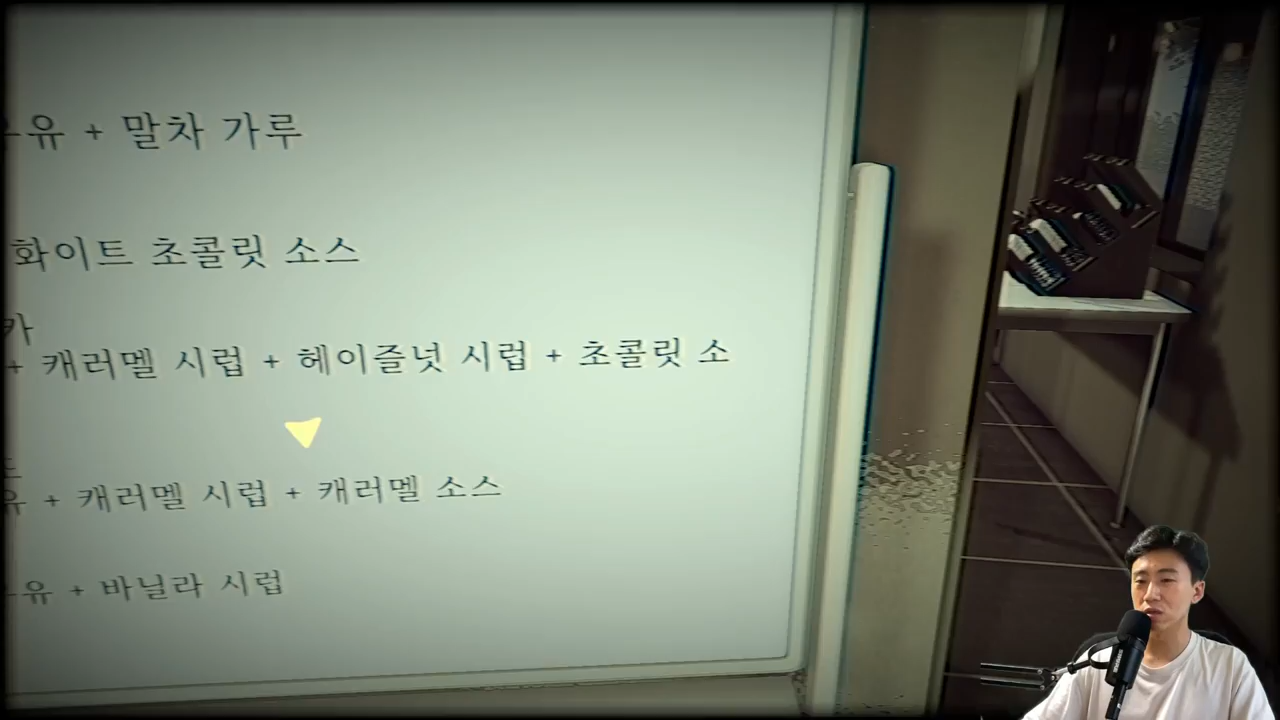 유 + 말차 가루
화이트 초콜릿 소스
카
+ 캐러멜 시럽 + 헤이즐넛 시럽 + 초콜릿 소
+ 캐러멜 시럽 + 캐러멜 소스
유 + 바닐라 시럽